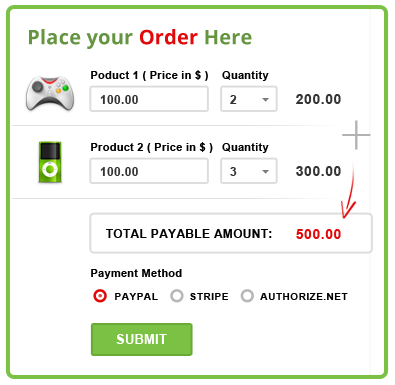 Place your Order Here
Poduct 1 ( Price in $ ) Quantity
100.00 2 200.00
Product 2 ( Price in $ ) Quantity
100.00 3 300.00
TOTAL PAYABLE AMOUNT: 500.00
Payment Method
PAYPAL STRIPE AUTHORIZE.NET
SUBMIT